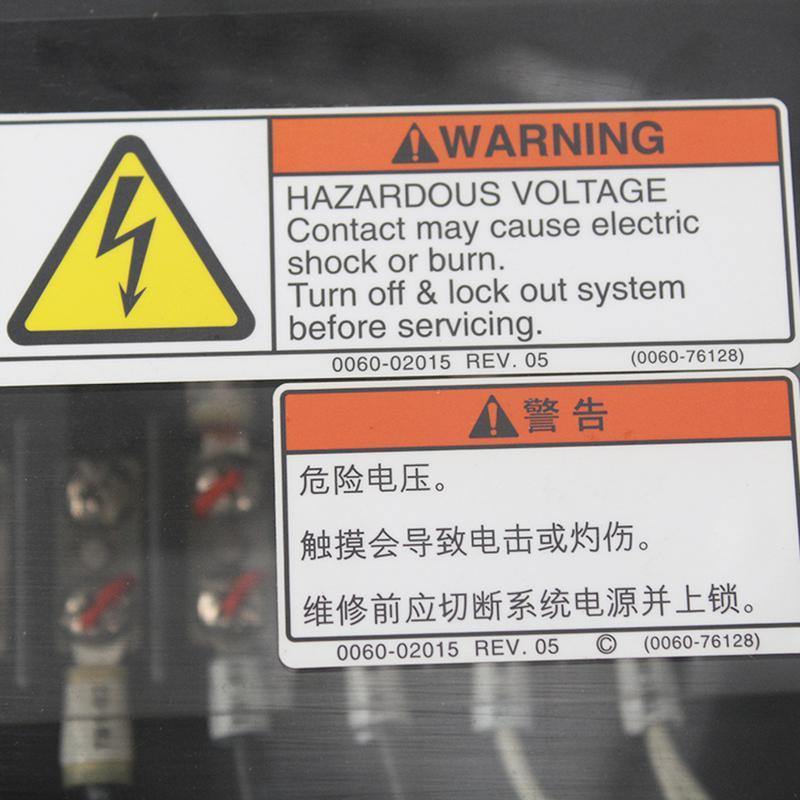 WARNING
HAZARDOUS VOLTAGE
Contact may cause electric
shock or burn.
Turn off & lock out system
before servicing.
0060-02015 REV. 05 (0060-76128)
警告
危险电压。
触摸会导致电击或灼伤。
维修前应切断系统电源并上锁。
0060-02015 REV. 05 © (0060-76128)